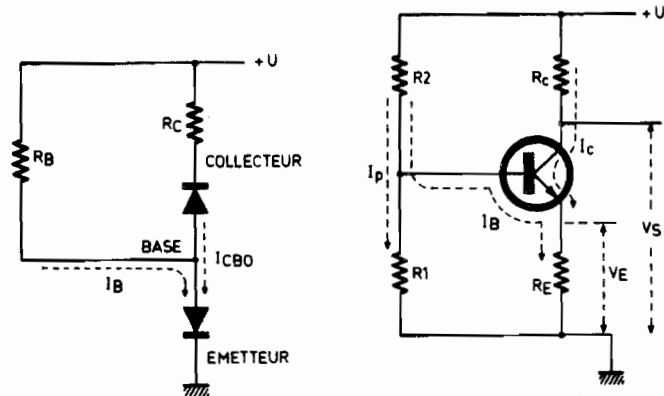 +U
RC
RB
COLLECTEUR
BASE
ICBO
IB
EMETTEUR
+U
R2
Rc
Ip
Ic
IB
R1
RE
VE
VS